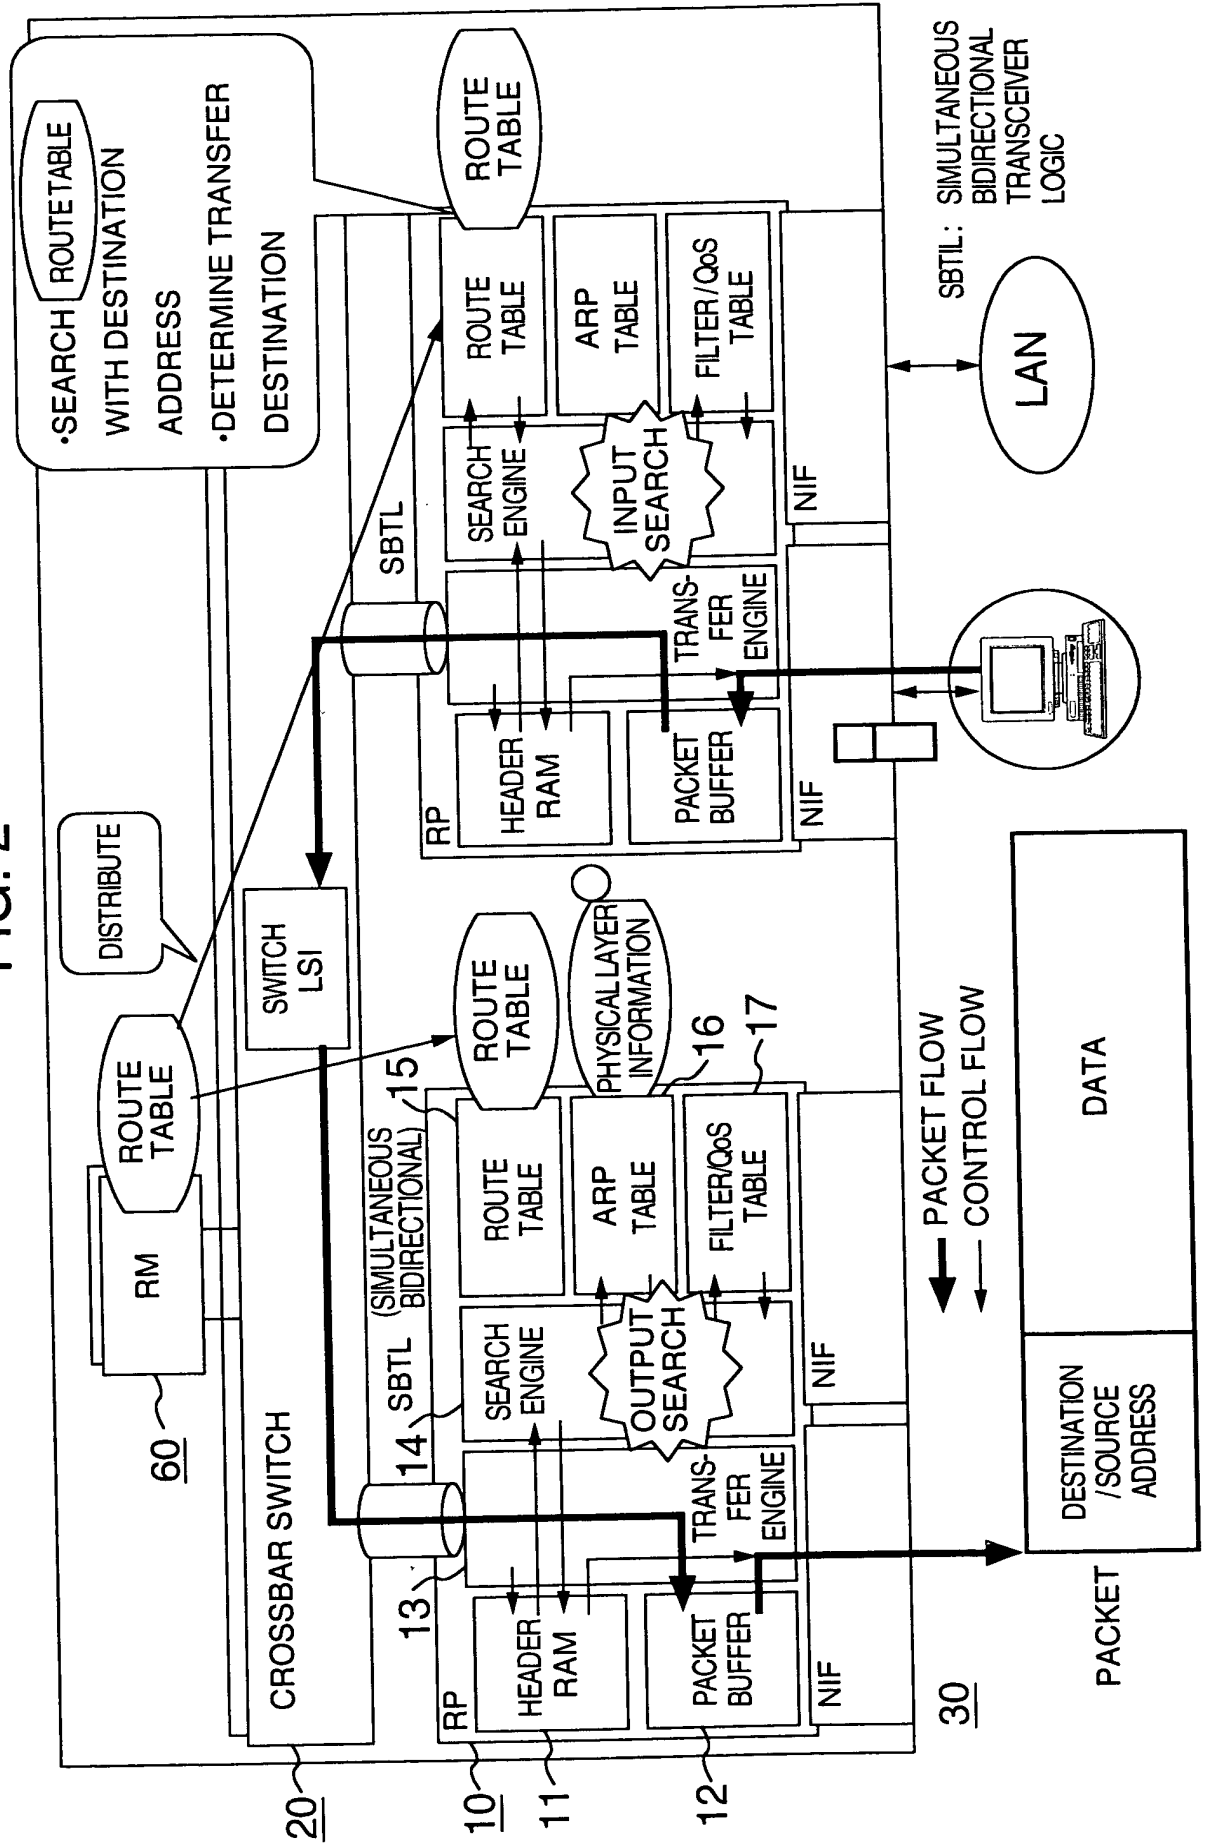 FIG. 2
•SEARCH ROUTE TABLE
WITH DESTINATION
ADDRESS
•DETERMINE TRANSFER
DESTINATION
DISTRIBUTE
ROUTE
TABLE
RM
60
CROSSBAR SWITCH
20
SWITCH
LSI
SBTL
(SIMULTANEOUS
BIDIRECTIONAL)
SBTL
RP
10
HEADER
RAM
11
PACKET
BUFFER
12
13
TRANS-
FER
ENGINE
14
SEARCH
ENGINE
OUTPUT
SEARCH
15
ROUTE
TABLE
ARP
TABLE
16
FILTER/QoS
TABLE
17
ROUTE
TABLE
PHYSICAL LAYER
INFORMATION
NIF
NIF
30
RP
HEADER
RAM
PACKET
BUFFER
TRANS-
FER
ENGINE
SEARCH
ENGINE
INPUT
SEARCH
ROUTE
TABLE
ARP
TABLE
FILTER/QoS
TABLE
ROUTE
TABLE
NIF
NIF
LAN
SBTIL: SIMULTANEOUS
BIDIRECTIONAL
TRANSCEIVER
LOGIC
PACKET FLOW
CONTROL FLOW
PACKET
DESTINATION
/SOURCE
ADDRESS
DATA